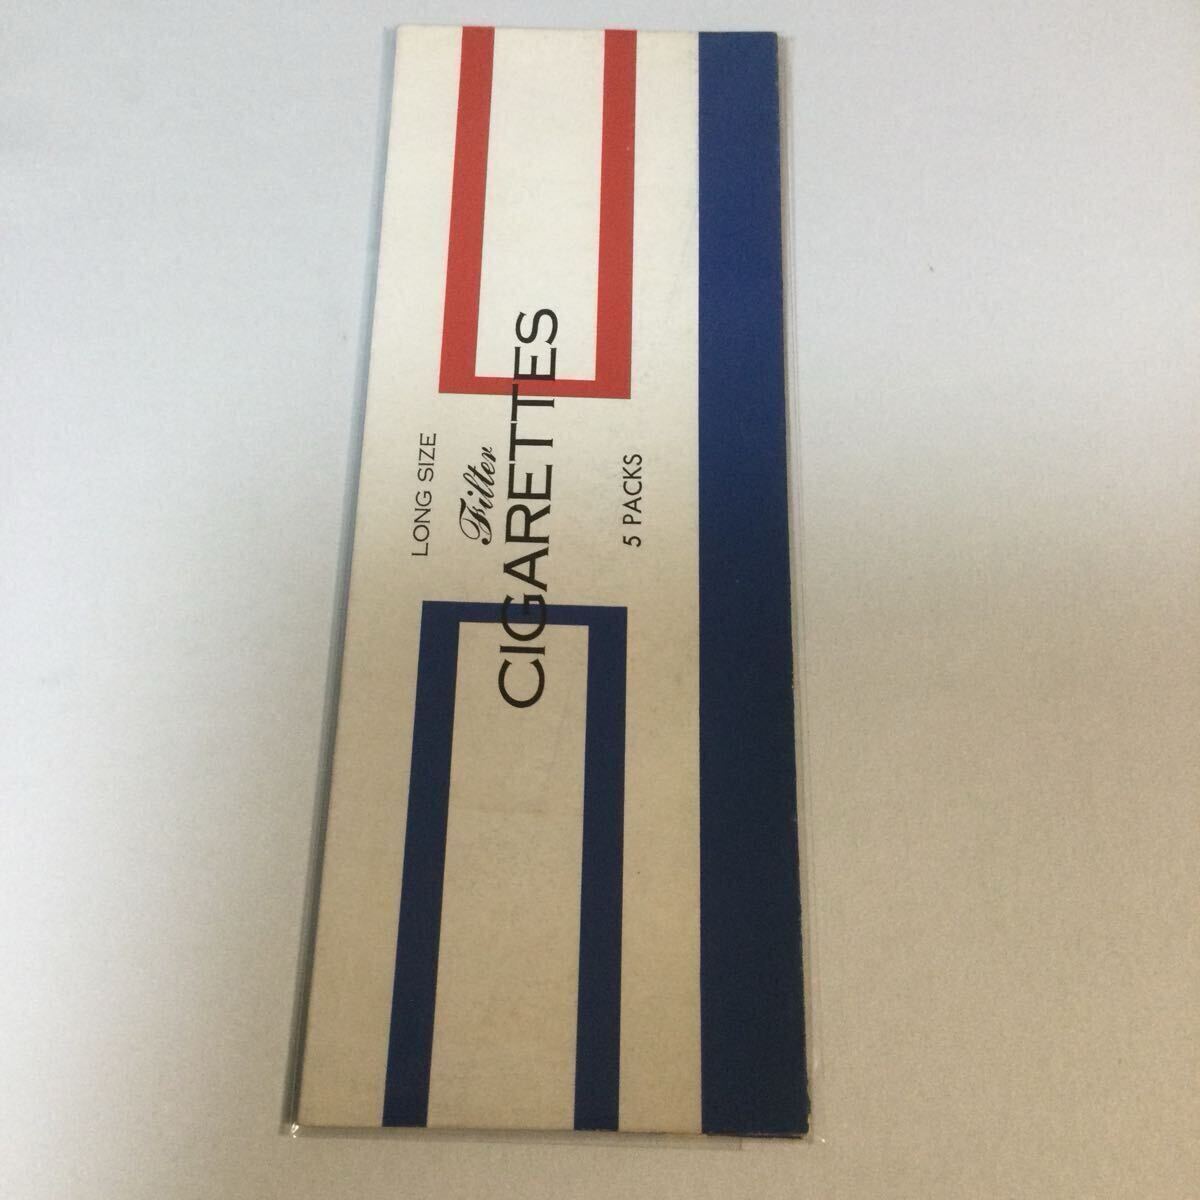 LONG SIZE
Filter
CIGARETTES
5 PACKS